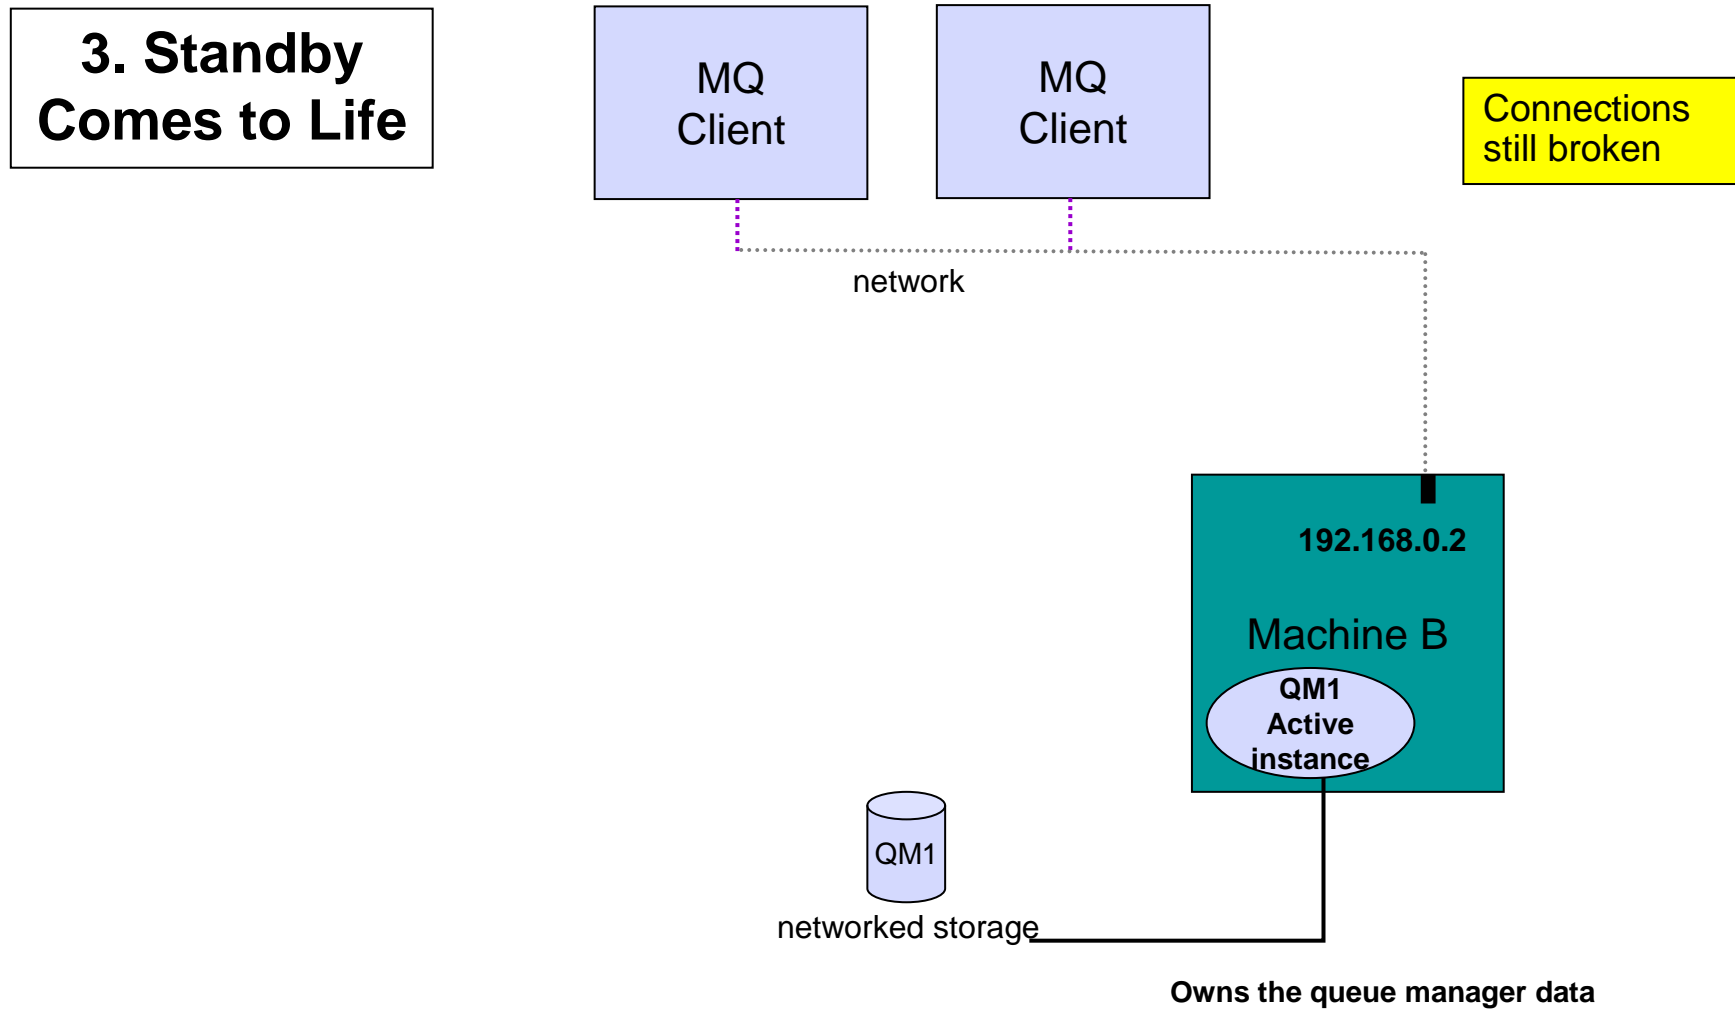 3. Standby
Comes to Life
MQ
Client
MQ
Client
Connections
still broken
network
192.168.0.2
Machine B
QM1
Active
instance
QM1
networked storage
Owns the queue manager data